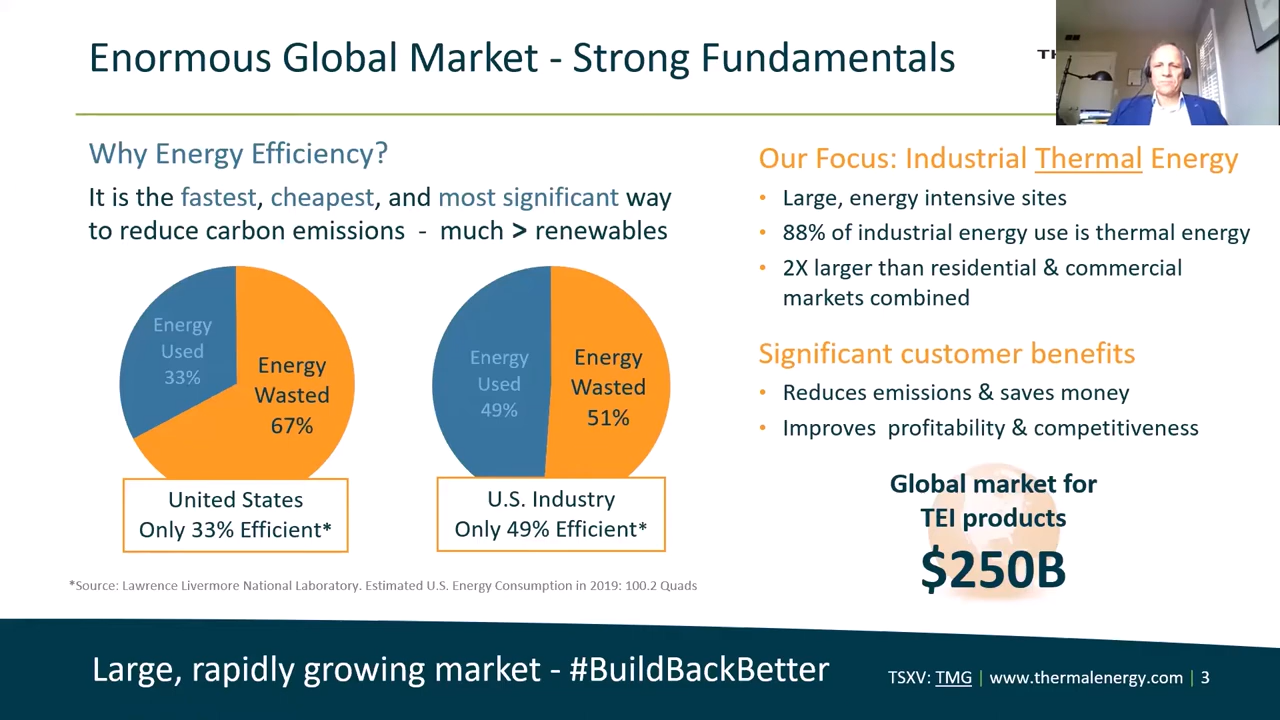 Enormous Global Market - Strong Fundamentals
Why Energy Efficiency?
It is the fastest, cheapest, and most significant way
to reduce carbon emissions - much > renewables
Energy
Used
33%
Energy
Wasted
67%
United States
Only 33% Efficient*
Energy
Used
49%
Energy
Wasted
51%
U.S. Industry
Only 49% Efficient*
*Source: Lawrence Livermore National Laboratory. Estimated U.S. Energy Consumption in 2019: 100.2 Quads
Our Focus: Industrial Thermal Energy
• Large, energy intensive sites
• 88% of industrial energy use is thermal energy
• 2X larger than residential & commercial
markets combined
Significant customer benefits
• Reduces emissions & saves money
• Improves profitability & competitiveness
Global market for
TEI products
$250B
Large, rapidly growing market - #BuildBackBetter
TSXV: TMG | www.thermalenergy.com | 3